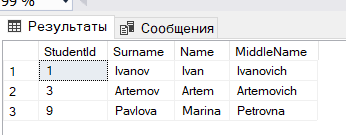 99 %
Результаты Сообщения
StudentId Surname Name MiddleName
1 1 Ivanov Ivan Ivanovich
2 3 Artemov Artem Artemovich
3 9 Pavlova Marina Petrovna